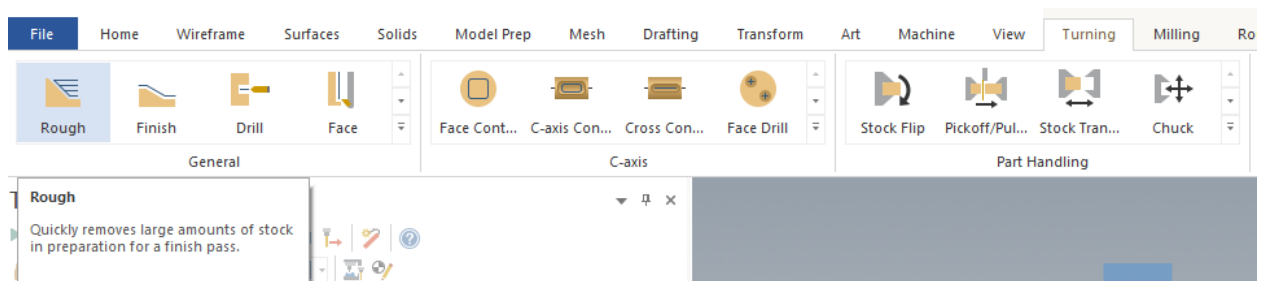 File Home Wireframe Surfaces Solids Model Prep Mesh Drafting Transform Art Machine View Turning Milling Ro
Rough Finish Drill Face Face Cont... C-axis Con... Cross Con... Face Drill Stock Flip Pickoff/Pul... Stock Tran... Chuck
General C-axis Part Handling
T
Rough
Quickly removes large amounts of stock
in preparation for a finish pass.